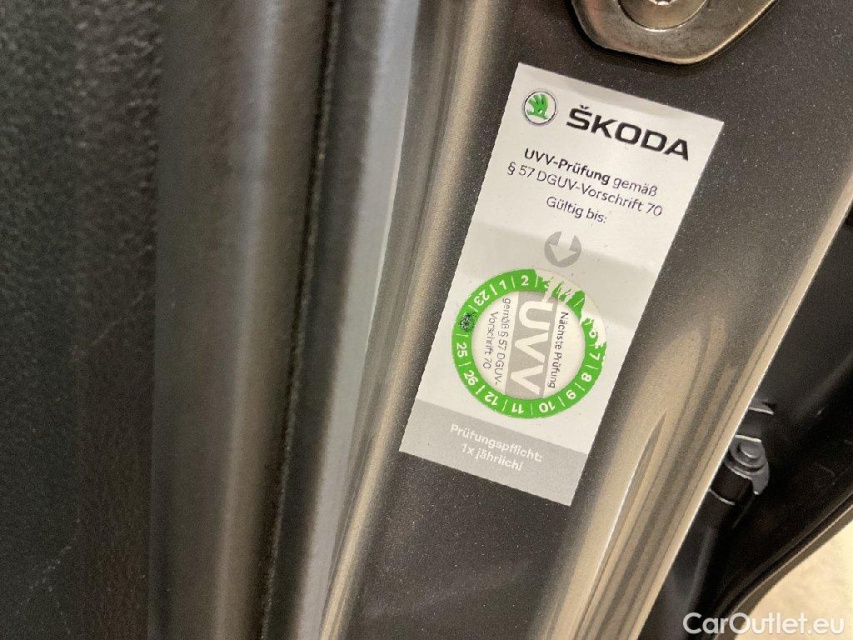 ŠKODA
UVV-Prüfung gemäß
§ 57 DGUV-Vorschrift 70
Gültig bis:
23 1 2
7 8 9 10 11 12
25 26
Nächste Prüfung
UVV
gemäß § 57 DGUV-
Vorschrift 70
Prüfungspflicht:
1x jährlich!
CarOutlet.eu